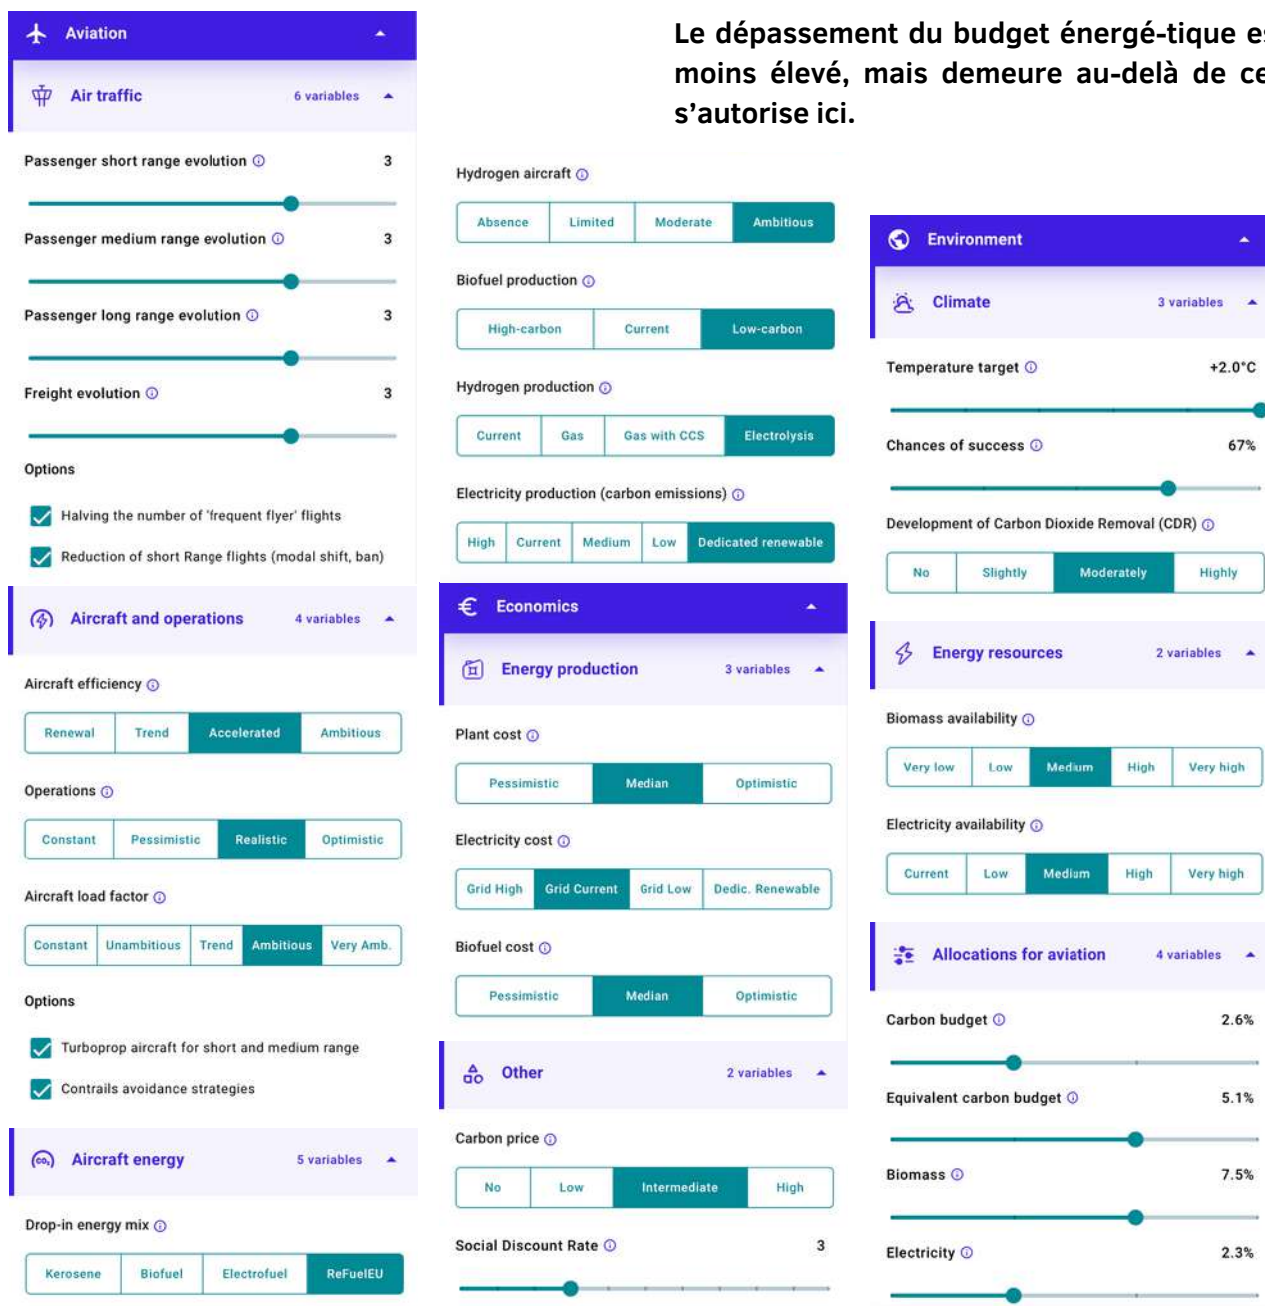 Le dépassement du budget énergé-tique es
moins élevé, mais demeure au-delà de ce
s'autorise ici.
Aviation
Air traffic 6 variables
Passenger short range evolution 3
Passenger medium range evolution 3
Passenger long range evolution 3
Freight evolution 3
Options
Halving the number of 'frequent flyer' flights
Reduction of short Range flights (modal shift, ban)
Aircraft and operations 4 variables
Aircraft efficiency
Renewal Trend Accelerated Ambitious
Operations
Constant Pessimistic Realistic Optimistic
Aircraft load factor
Constant Unambitious Trend Ambitious Very Amb.
Options
Turboprop aircraft for short and medium range
Contrails avoidance strategies
Aircraft energy 5 variables
Drop-in energy mix
Kerosene Biofuel Electrofuel ReFuelEU
Hydrogen aircraft
Absence Limited Moderate Ambitious
Biofuel production
High-carbon Current Low-carbon
Hydrogen production
Current Gas Gas with CCS Electrolysis
Electricity production (carbon emissions)
High Current Medium Low Dedicated renewable
Economics
Energy production 3 variables
Plant cost
Pessimistic Median Optimistic
Electricity cost
Grid High Grid Current Grid Low Dedic. Renewable
Biofuel cost
Pessimistic Median Optimistic
Other 2 variables
Carbon price
No Low Intermediate High
Social Discount Rate 3
Environment
Climate 3 variables
Temperature target +2.0°C
Chances of success 67%
Development of Carbon Dioxide Removal (CDR)
No Slightly Moderately Highly
Energy resources 2 variables
Biomass availability
Very low Low Medium High Very high
Electricity availability
Current Low Medium High Very high
Allocations for aviation 4 variables
Carbon budget 2.6%
Equivalent carbon budget 5.1%
Biomass 7.5%
Electricity 2.3%